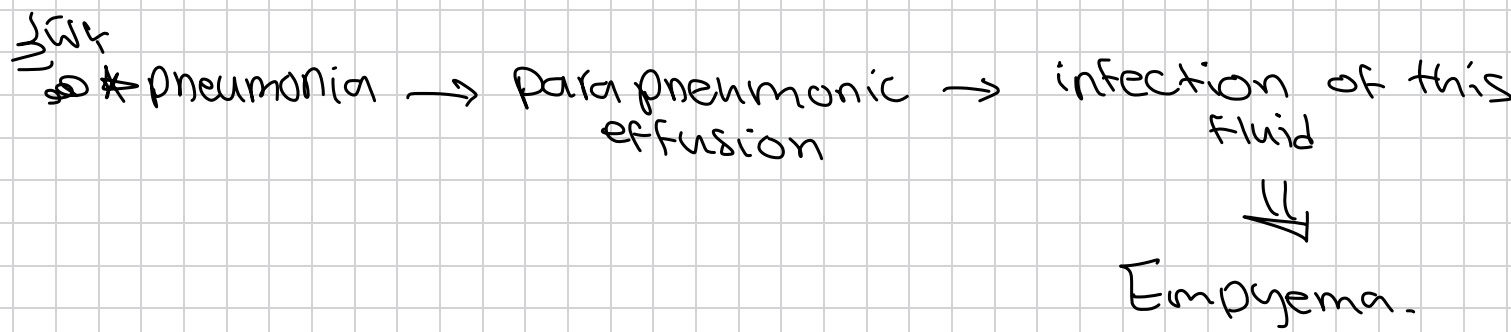 * pneumonia → parapneumonic → infection of this
effusion fluid
⇓
Empyema.